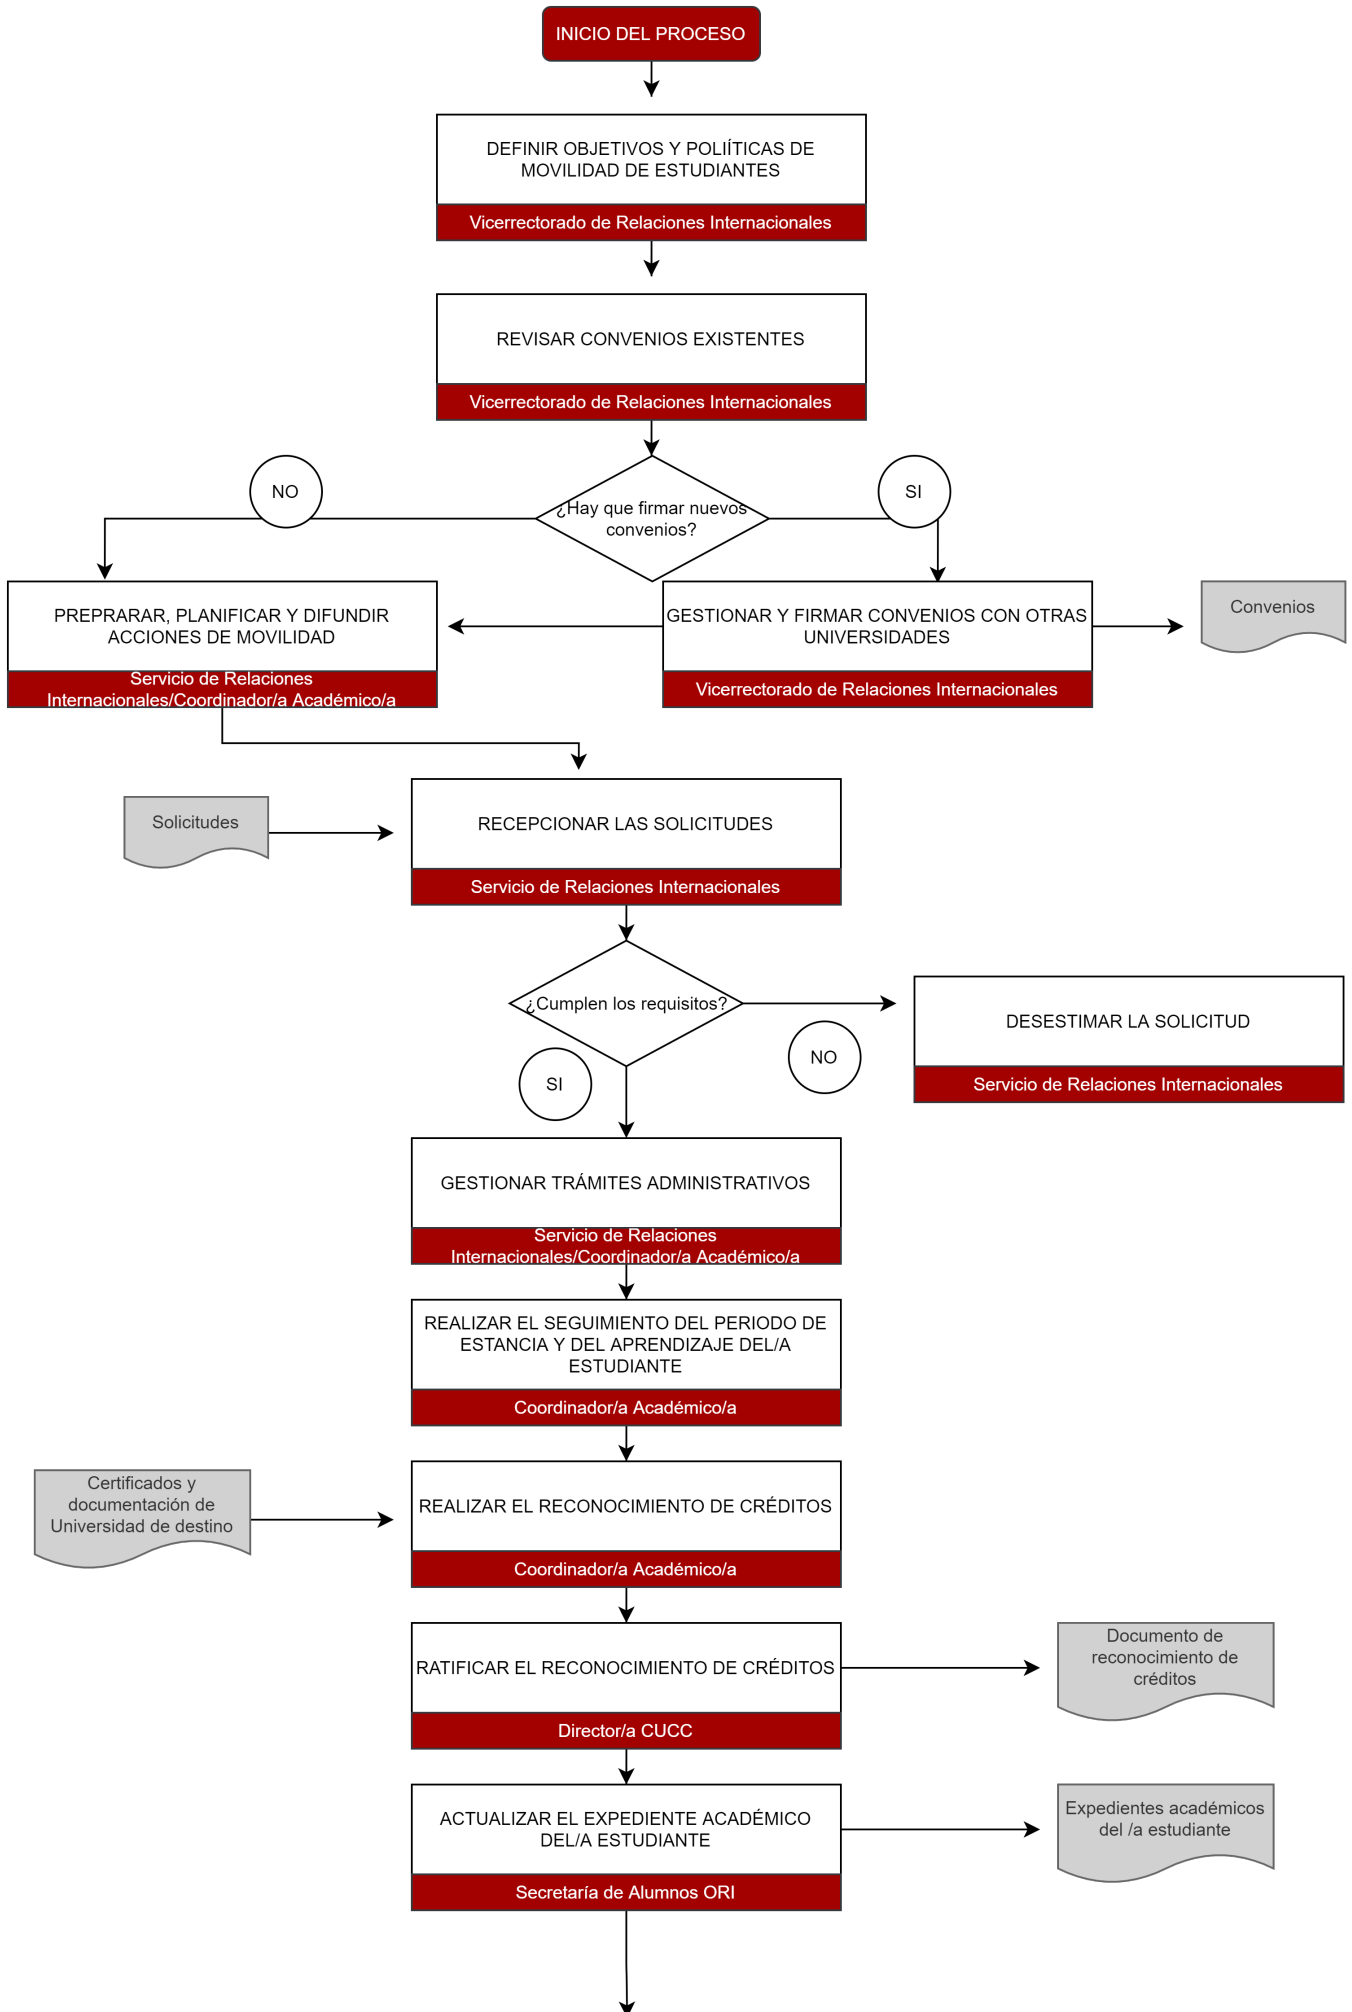 INICIO DEL PROCESO
DEFINIR OBJETIVOS Y POLIÍTICAS DE
MOVILIDAD DE ESTUDIANTES
Vicerrectorado de Relaciones Internacionales
REVISAR CONVENIOS EXISTENTES
Vicerrectorado de Relaciones Internacionales
NO
¿Hay que firmar nuevos
convenios?
SI
PREPRARAR, PLANIFICAR Y DIFUNDIR
ACCIONES DE MOVILIDAD
Servicio de Relaciones
Internacionales/Coordinador/a Académico/a
GESTIONAR Y FIRMAR CONVENIOS CON OTRAS
UNIVERSIDADES
Vicerrectorado de Relaciones Internacionales
Convenios
Solicitudes
RECEPCIONAR LAS SOLICITUDES
Servicio de Relaciones Internacionales
¿Cumplen los requisitos?
NO
SI
DESESTIMAR LA SOLICITUD
Servicio de Relaciones Internacionales
GESTIONAR TRÁMITES ADMINISTRATIVOS
Servicio de Relaciones
Internacionales/Coordinador/a Académico/a
REALIZAR EL SEGUIMIENTO DEL PERIODO DE
ESTANCIA Y DEL APRENDIZAJE DEL/A
ESTUDIANTE
Coordinador/a Académico/a
Certificados y
documentación de
Universidad de destino
REALIZAR EL RECONOCIMIENTO DE CRÉDITOS
Coordinador/a Académico/a
RATIFICAR EL RECONOCIMIENTO DE CRÉDITOS
Director/a CUCC
Documento de
reconocimiento de
créditos
ACTUALIZAR EL EXPEDIENTE ACADÉMICO
DEL/A ESTUDIANTE
Secretaría de Alumnos ORI
Expedientes académicos
del /a estudiante